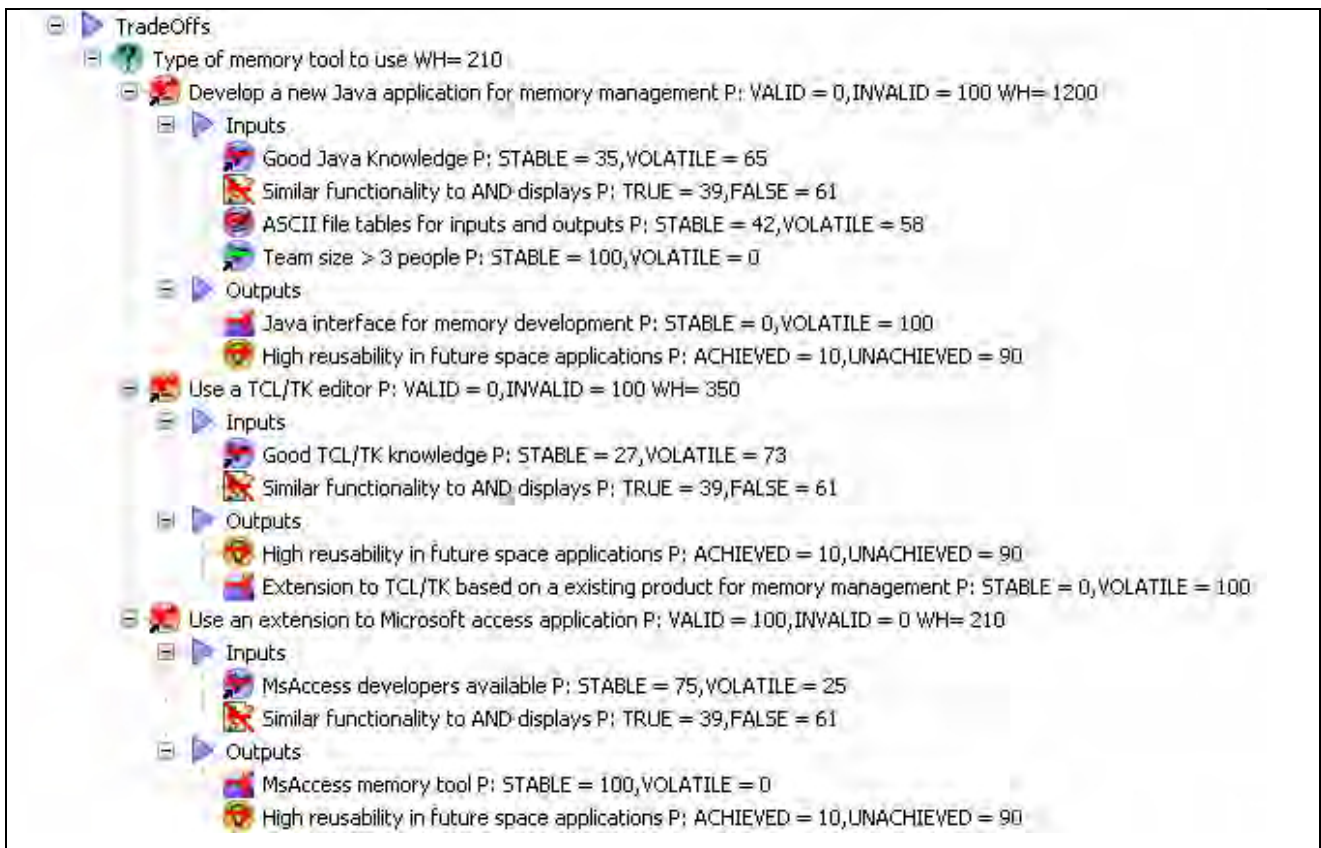 TradeOffs
Type of memory tool to use WH= 210
Develop a new Java application for memory management P: VALID = 0,INVALID = 100 WH= 1200
Inputs
Good Java Knowledge P: STABLE = 35,VOLATILE = 65
Similar functionality to AND displays P: TRUE = 39,FALSE = 61
ASCII file tables for inputs and outputs P: STABLE = 42,VOLATILE = 58
Team size > 3 people P: STABLE = 100,VOLATILE = 0
Outputs
Java interface for memory development P: STABLE = 0,VOLATILE = 100
High reusability in future space applications P: ACHIEVED = 10,UNACHIEVED = 90
Use a TCL/TK editor P: VALID = 0,INVALID = 100 WH= 350
Inputs
Good TCL/TK knowledge P: STABLE = 27,VOLATILE = 73
Similar functionality to AND displays P: TRUE = 39,FALSE = 61
Outputs
High reusability in future space applications P: ACHIEVED = 10,UNACHIEVED = 90
Extension to TCL/TK based on a existing product for memory management P: STABLE = 0,VOLATILE = 100
Use an extension to Microsoft access application P: VALID = 100,INVALID = 0 WH= 210
Inputs
MsAccess developers available P: STABLE = 75,VOLATILE = 25
Similar functionality to AND displays P: TRUE = 39,FALSE = 61
Outputs
MsAccess memory tool P: STABLE = 100,VOLATILE = 0
High reusability in future space applications P: ACHIEVED = 10,UNACHIEVED = 90